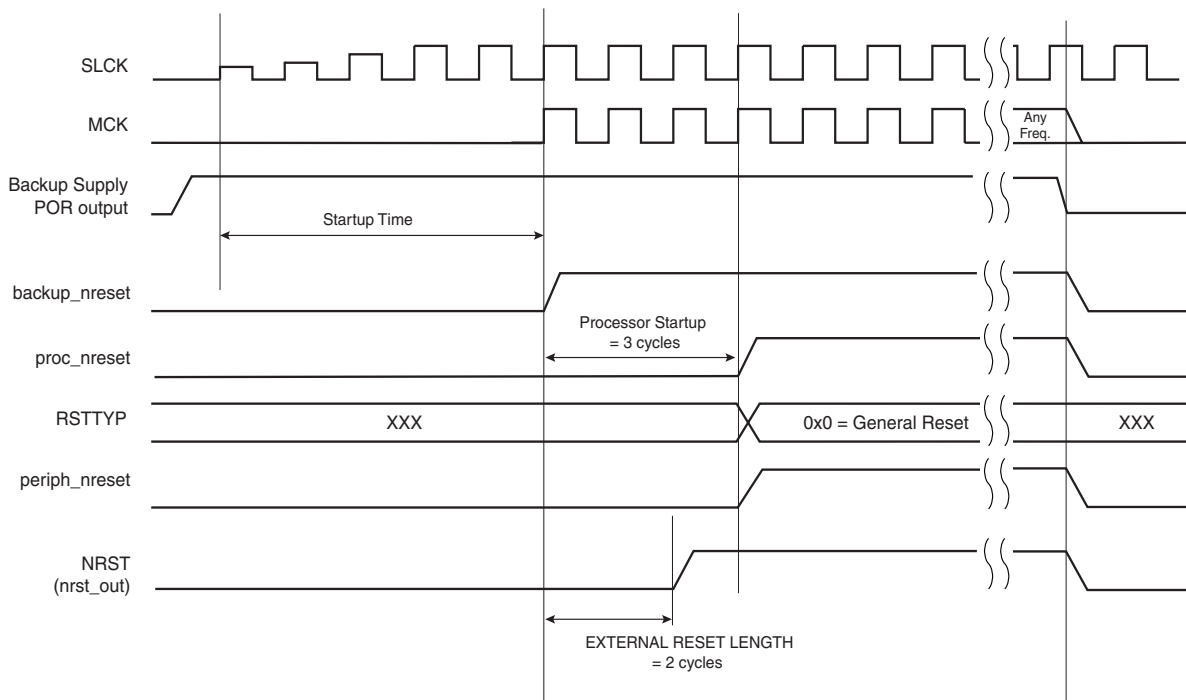 SLCK
MCK
Any
Freq.
Backup Supply
POR output
Startup Time
backup_nreset
Processor Startup
= 3 cycles
proc_nreset
RSTTYP
XXX
0x0 = General Reset
XXX
periph_nreset
NRST
(nrst_out)
EXTERNAL RESET LENGTH
= 2 cycles